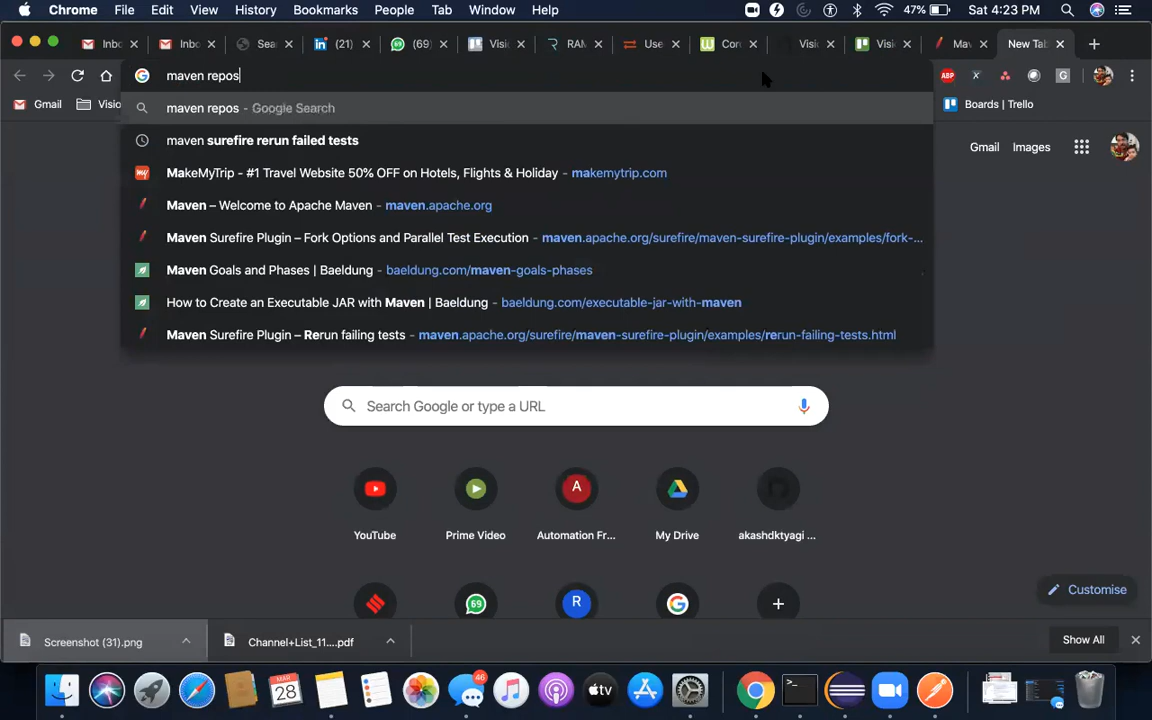 Chrome File Edit View History Bookmarks People Tab Window Help 47% Sat 4:23 PM
Inbo Inbo Sea (21) (69) Visi RAM Use Cor Visi Visi Mav New Tab
maven repos
Gmail Visio Boards | Trello
maven repos - Google Search
maven surefire rerun failed tests
MakeMyTrip - #1 Travel Website 50% OFF on Hotels, Flights & Holiday - makemytrip.com
Maven – Welcome to Apache Maven - maven.apache.org
Maven Surefire Plugin – Fork Options and Parallel Test Execution - maven.apache.org/surefire/maven-surefire-plugin/examples/fork-...
Maven Goals and Phases | Baeldung - baeldung.com/maven-goals-phases
How to Create an Executable JAR with Maven | Baeldung - baeldung.com/executable-jar-with-maven
Maven Surefire Plugin – Rerun failing tests - maven.apache.org/surefire/maven-surefire-plugin/examples/rerun-failing-tests.html
Gmail Images
Search Google or type a URL
YouTube Prime Video Automation Fr... My Drive akashdktyagi ...
Customise
Screenshot (31).png Channel+List_11....pdf Show All
MAR 28 46 tv